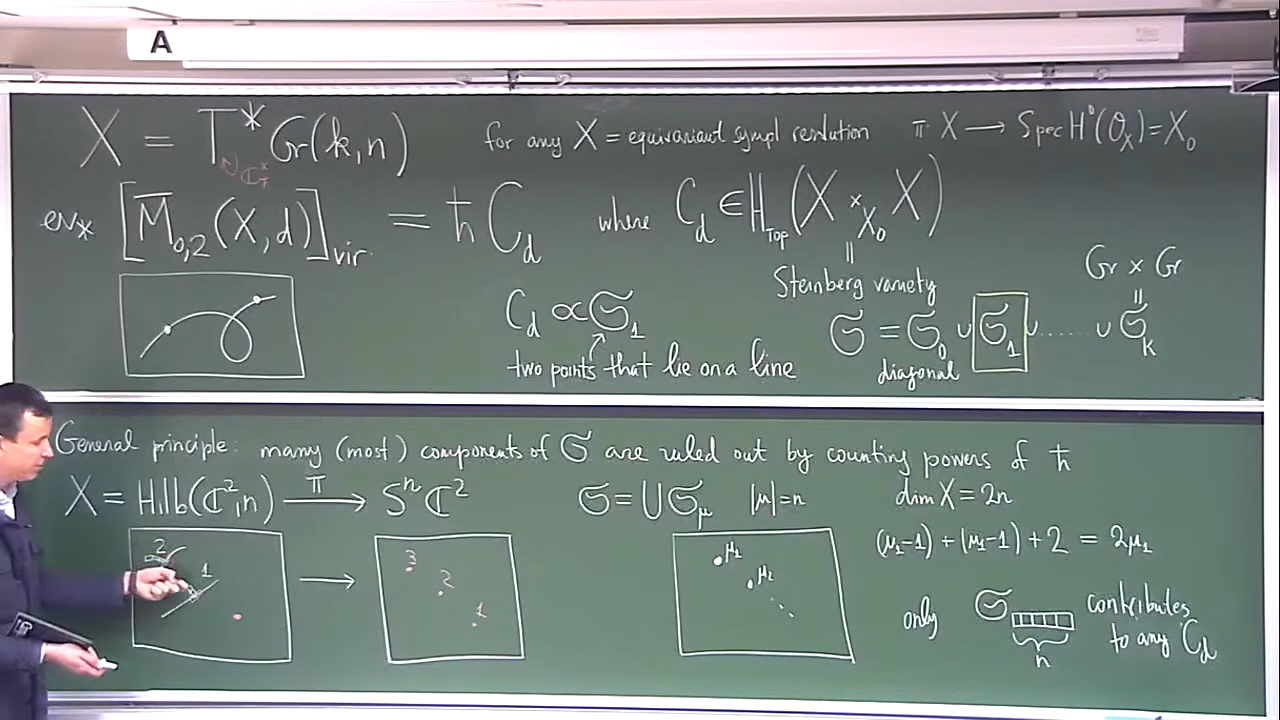 A
X = T* Gr(k,n) for any X = equivariant sympl resolution π X → Spec H⁰(O_X) = X₀
ev_* [M̅₀,₂(X,d)]_vir = ħ C_d where C_d ∈ H_Top (X ×_{X₀} X)
=
Steinberg variety
Gr × Gr
=
C_d ∝ 𝔖₁
𝔖 = 𝔖₀ ∪ 𝔖₁ ∪ ...... ∪ 𝔖_k
two points that lie on a line
diagonal
General principle: many (most) components of 𝔖 are ruled out by counting powers of ħ
X = Hilb(ℂ²,n) —π→ SⁿC² 𝔖 = ∪𝔖_μ |μ|=n dim X = 2n
2 1
→
3 2 1
μ₁ μ₂
(μ₁-1) + (μ₁-1) + 2 = 2μ₁
only 𝔖 n contributes
to any C_d